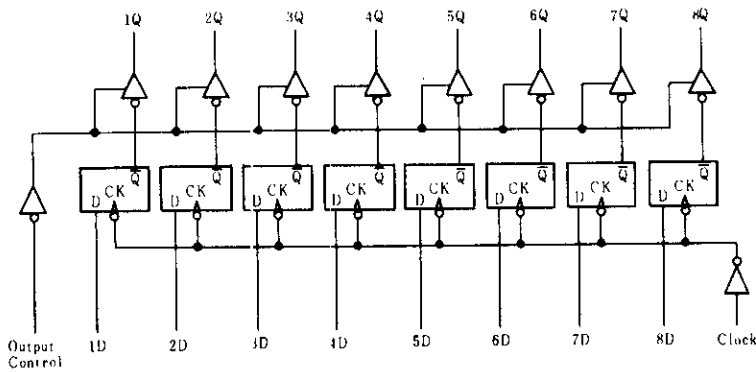 1Q 2Q 3Q 4Q 5Q 6Q 7Q 8Q
Q̅ Q̅ Q̅ Q̅ Q̅ Q̅ Q̅ Q̅
CK CK CK CK CK CK CK CK
D D D D D D D D
Output Control 1D 2D 3D 4D 5D 6D 7D 8D Clock